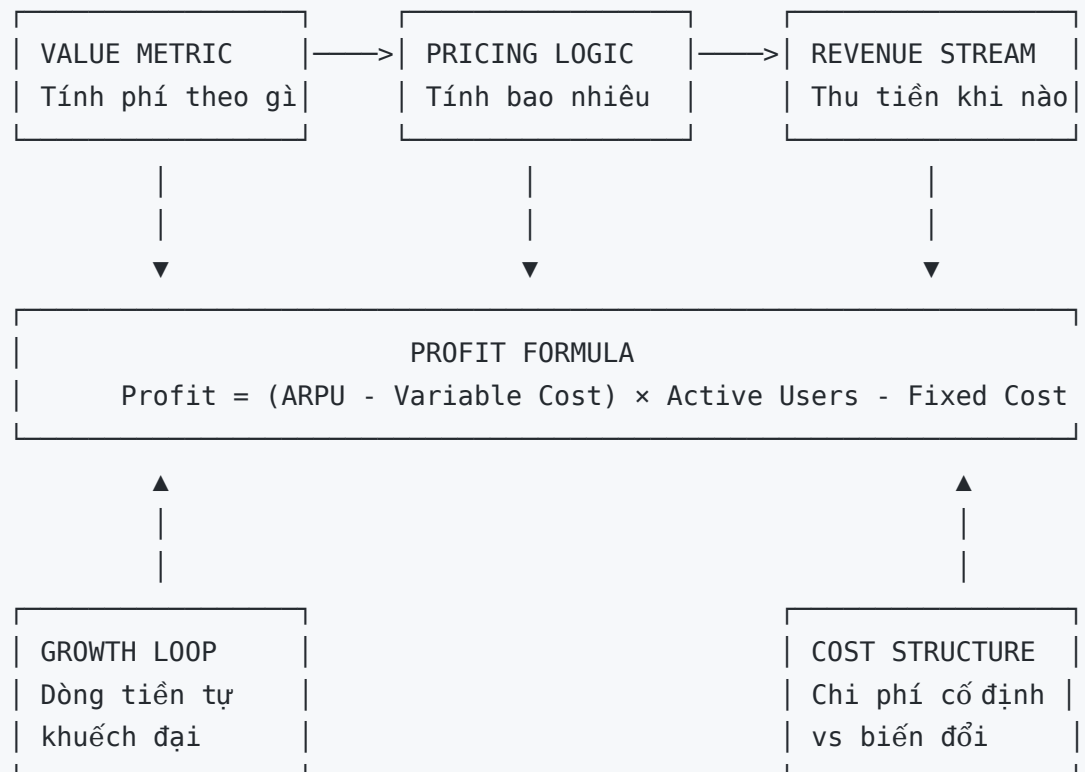 VALUE METRIC PRICING LOGIC REVENUE STREAM
Tính phí theo gì Tính bao nhiêu Thu tiền khi nào
PROFIT FORMULA
Profit = (ARPU - Variable Cost) × Active Users - Fixed Cost
GROWTH LOOP COST STRUCTURE
Dòng tiền tự Chi phí cố định
khuếch đại vs biến đổi